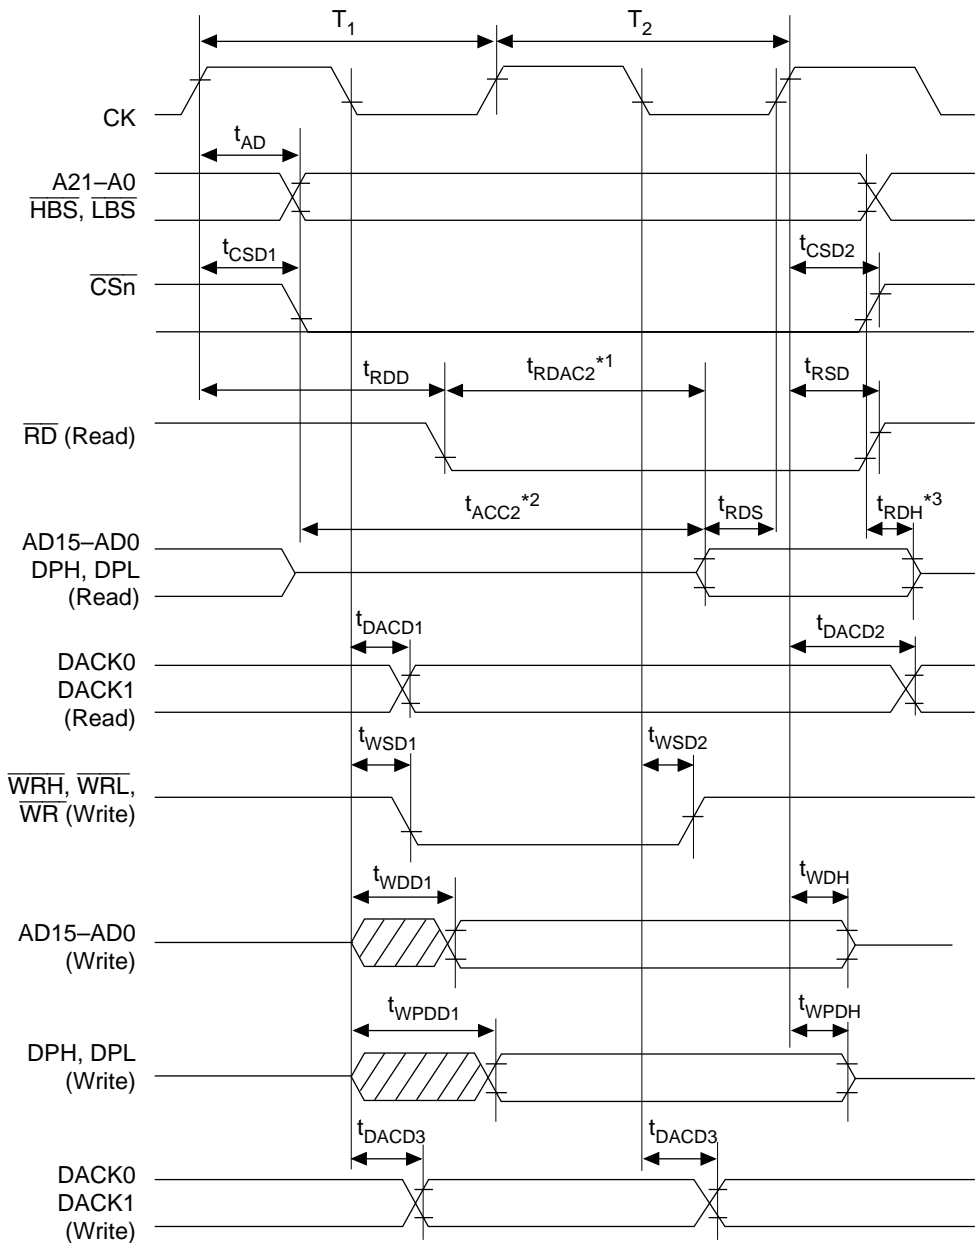 T1 T2
CK
tAD
A21–A0
HBS, LBS
tCSD1 tCSD2
CSn
tRDD tRDAC2*1 tRSD
RD (Read)
tACC2*2 tRDS tRDH*3
AD15–AD0
DPH, DPL
(Read)
tDACD1 tDACD2
DACK0
DACK1
(Read)
tWSD1 tWSD2
WRH, WRL,
WR (Write)
tWDD1 tWDH
AD15–AD0
(Write)
tWPDD1 tWPDH
DPH, DPL
(Write)
tDACD3 tDACD3
DACK0
DACK1
(Write)